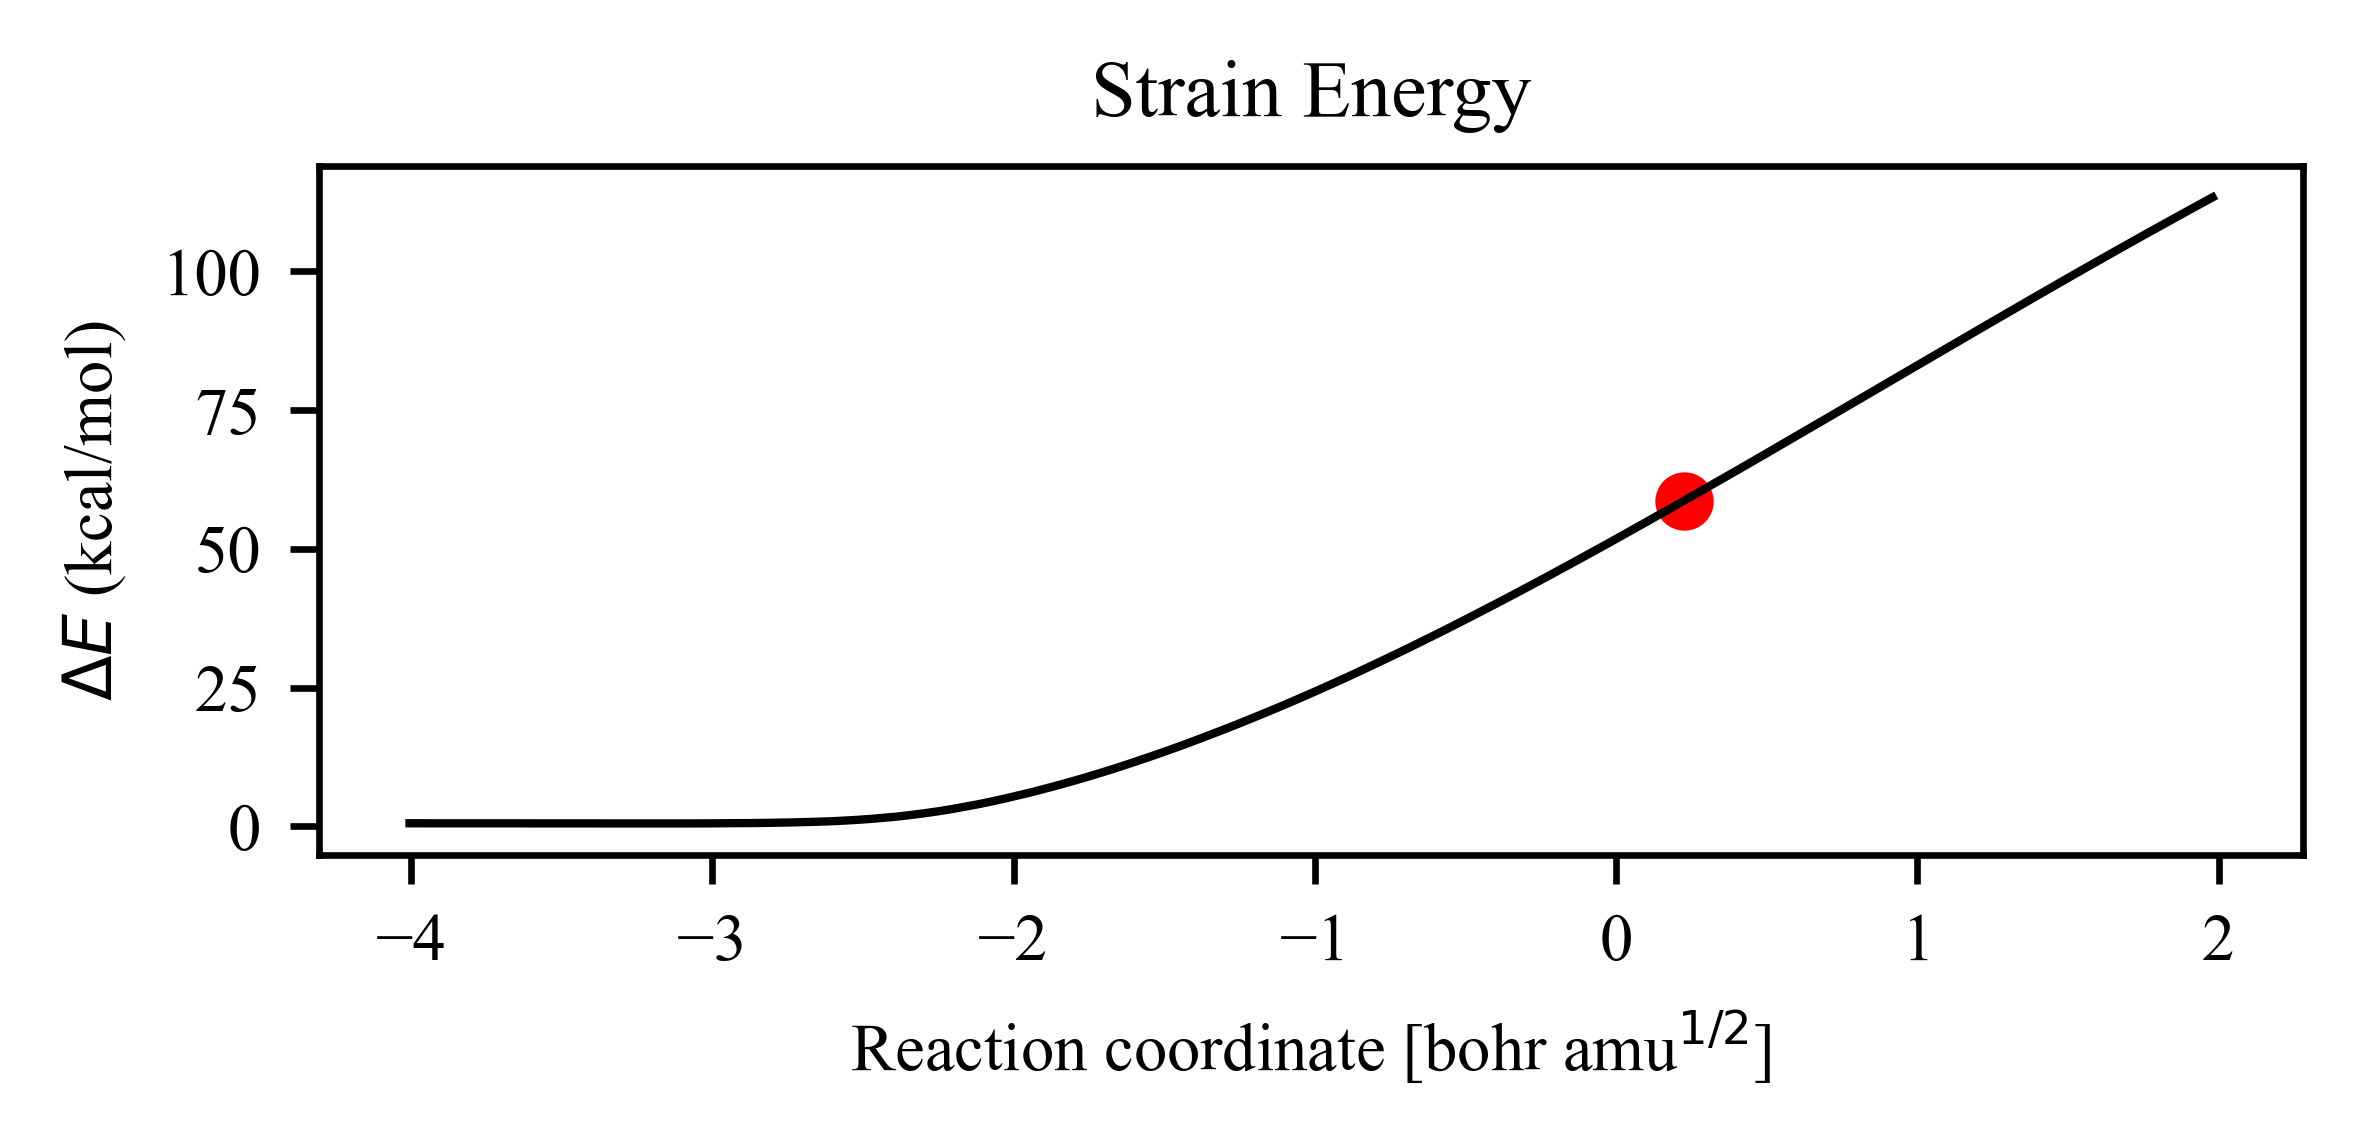 Strain Energy
ΔE (kcal/mol)
100
75
50
25
0
−4 −3 −2 −1 0 1 2
Reaction coordinate [bohr amu^{1/2}]